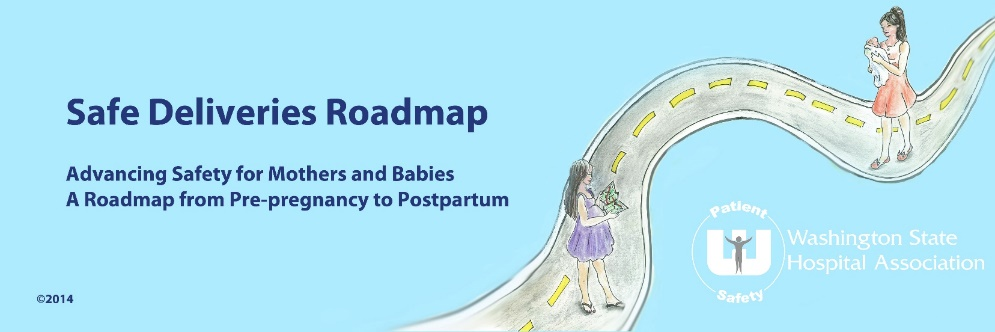 Safe Deliveries Roadmap
Advancing Safety for Mothers and Babies
A Roadmap from Pre-pregnancy to Postpartum
©2014
Patient
W
Safety
Washington State
Hospital Association